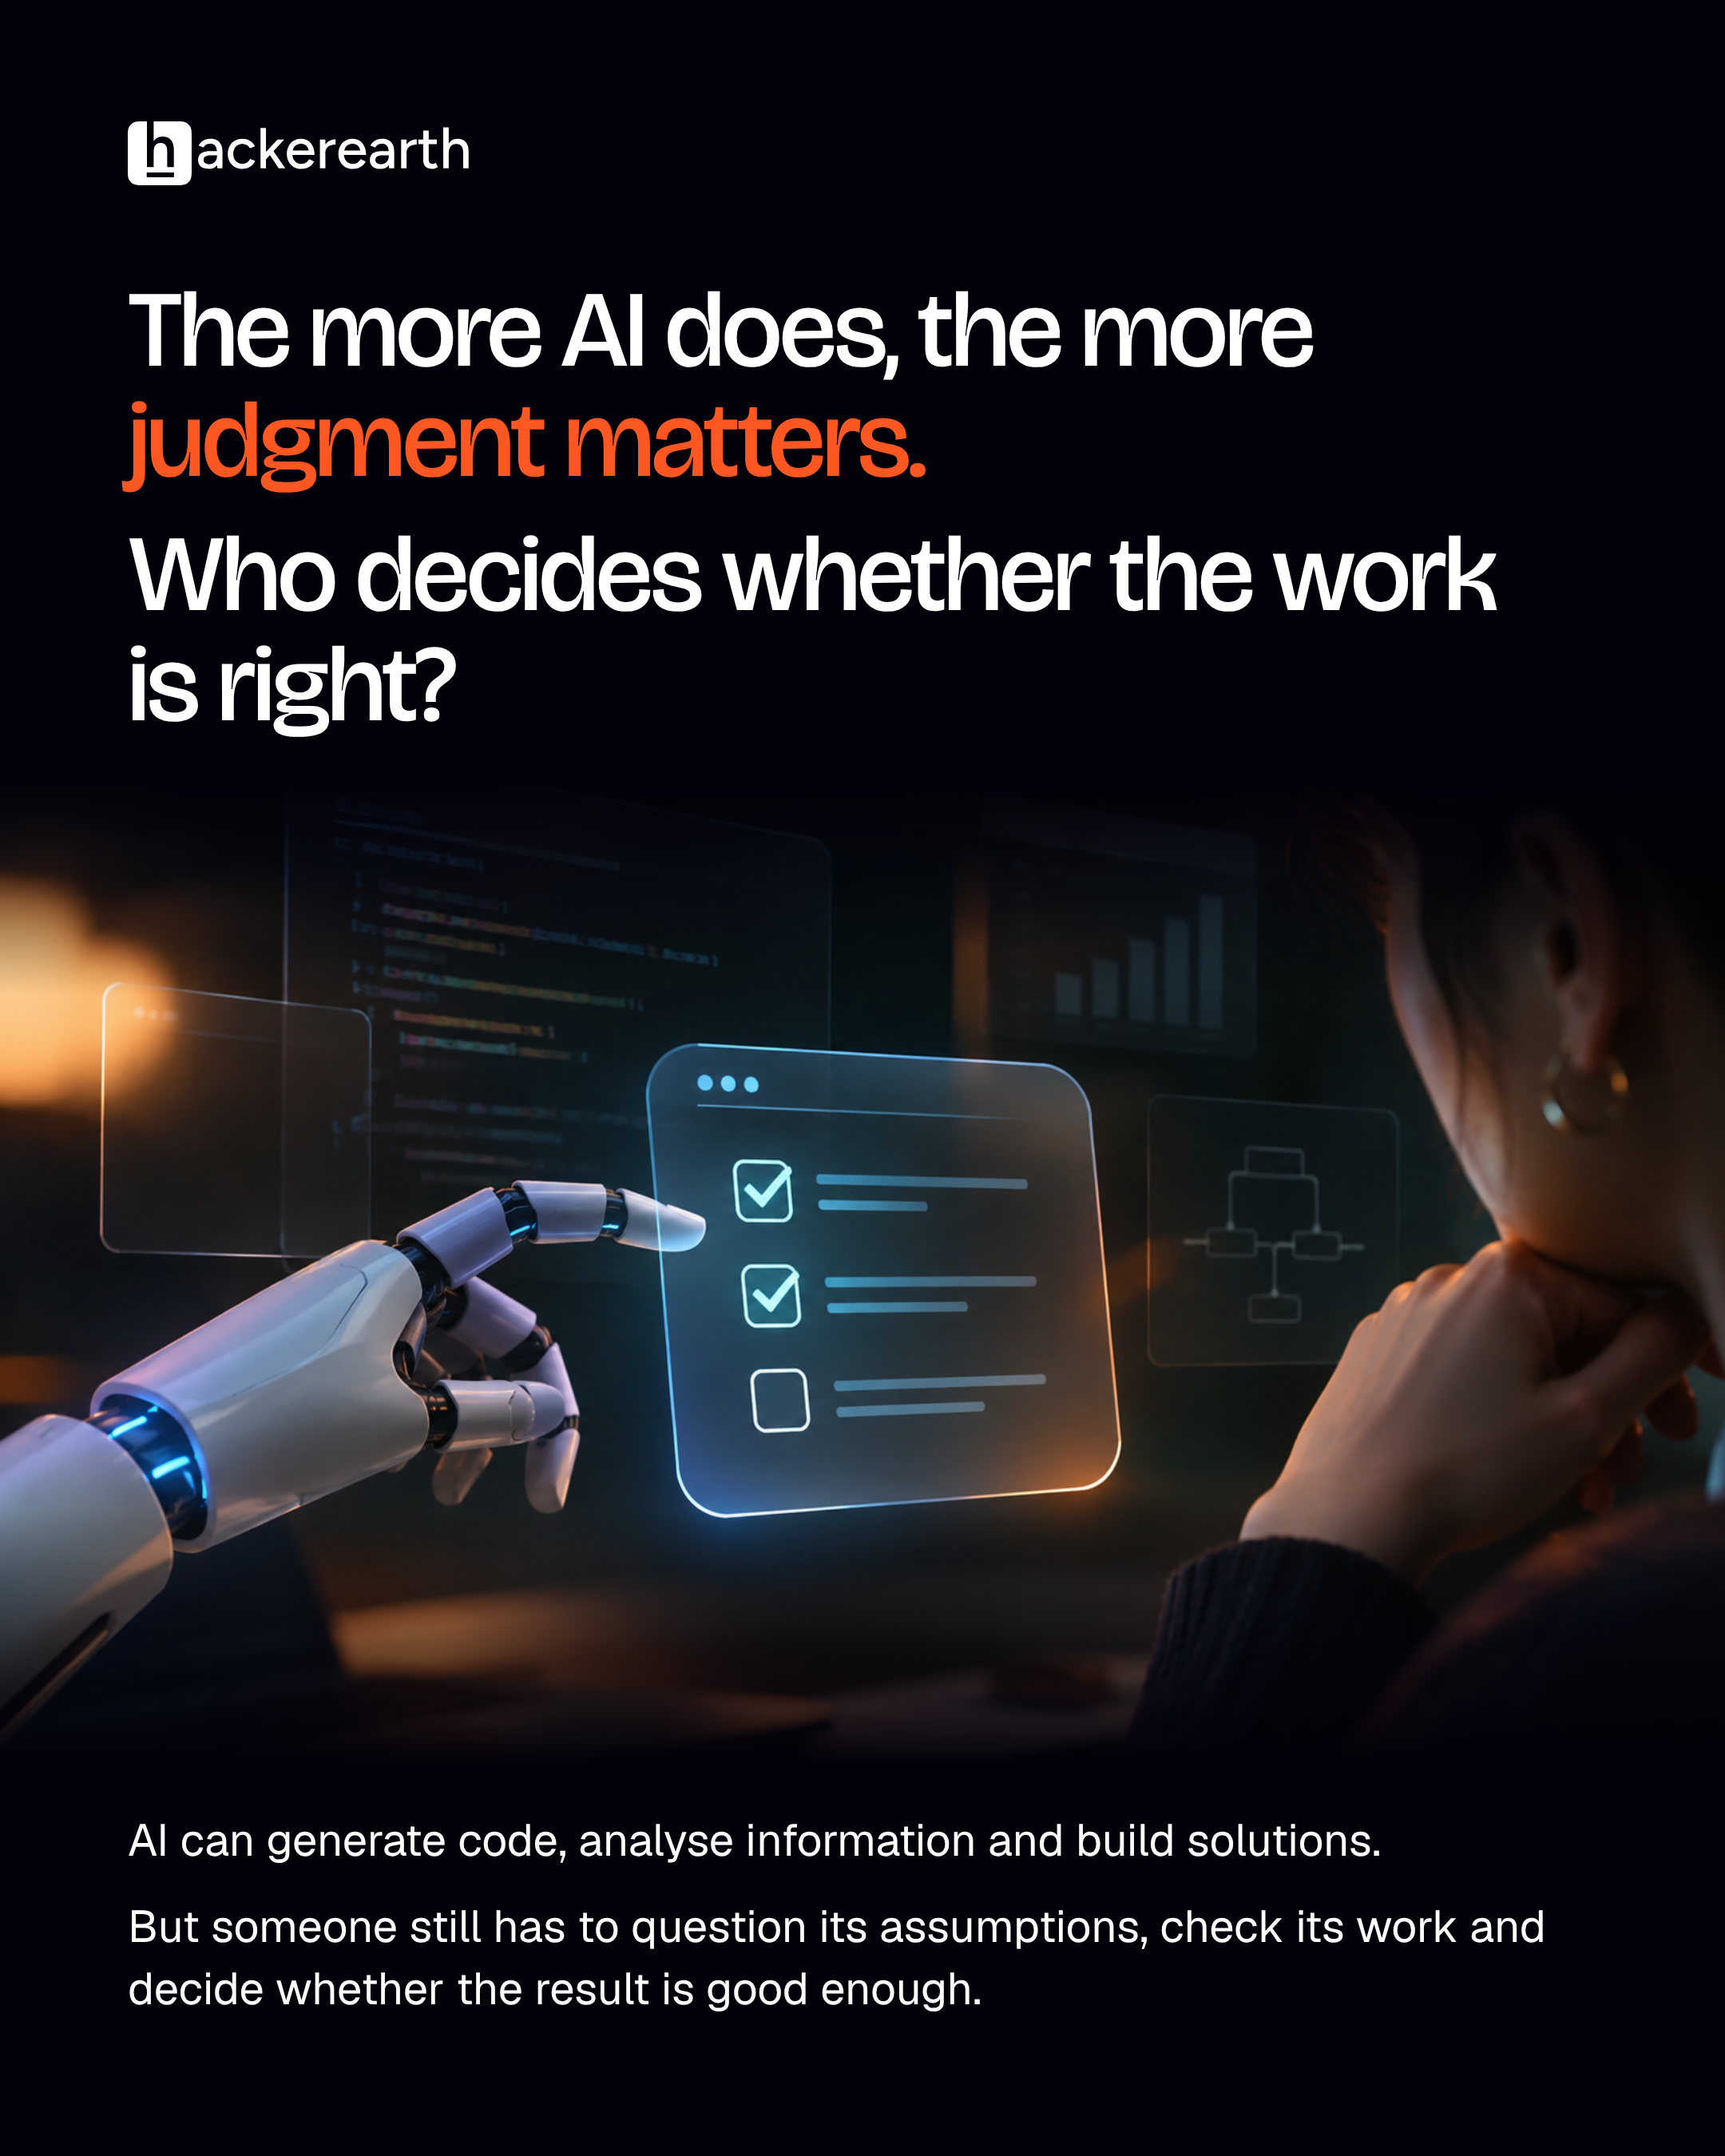 hackerearth
The more AI does, the more
judgment matters.
Who decides whether the work
is right?
AI can generate code, analyse information and build solutions.
But someone still has to question its assumptions, check its work and
decide whether the result is good enough.